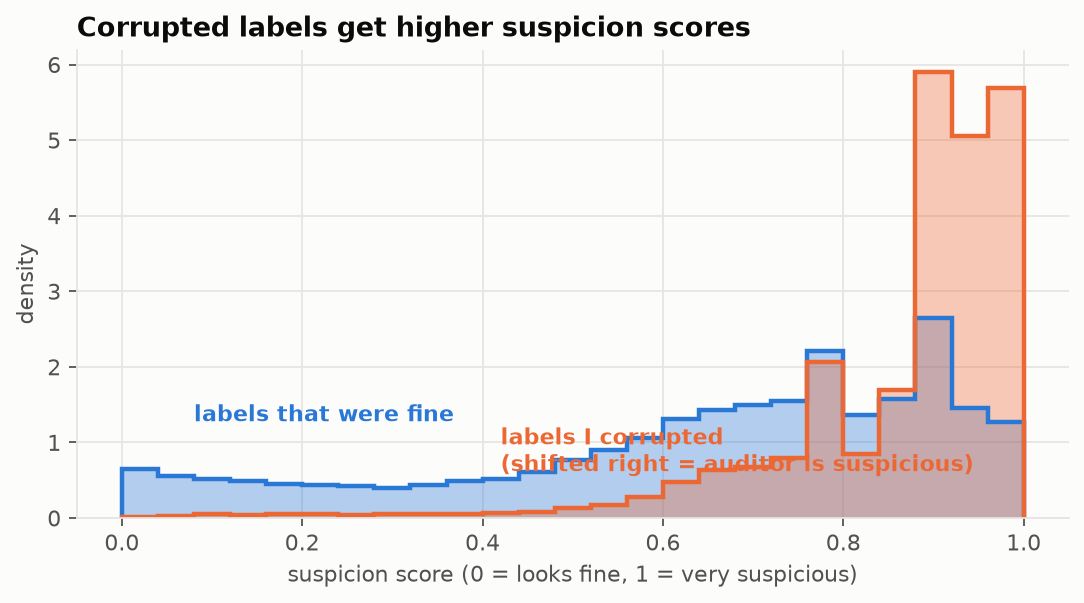 Corrupted labels get higher suspicion scores
6
5
4
3
2
1
0
density
labels that were fine
labels I corrupted
(shifted right = auditor is suspicious)
0.0 0.2 0.4 0.6 0.8 1.0
suspicion score (0 = looks fine, 1 = very suspicious)